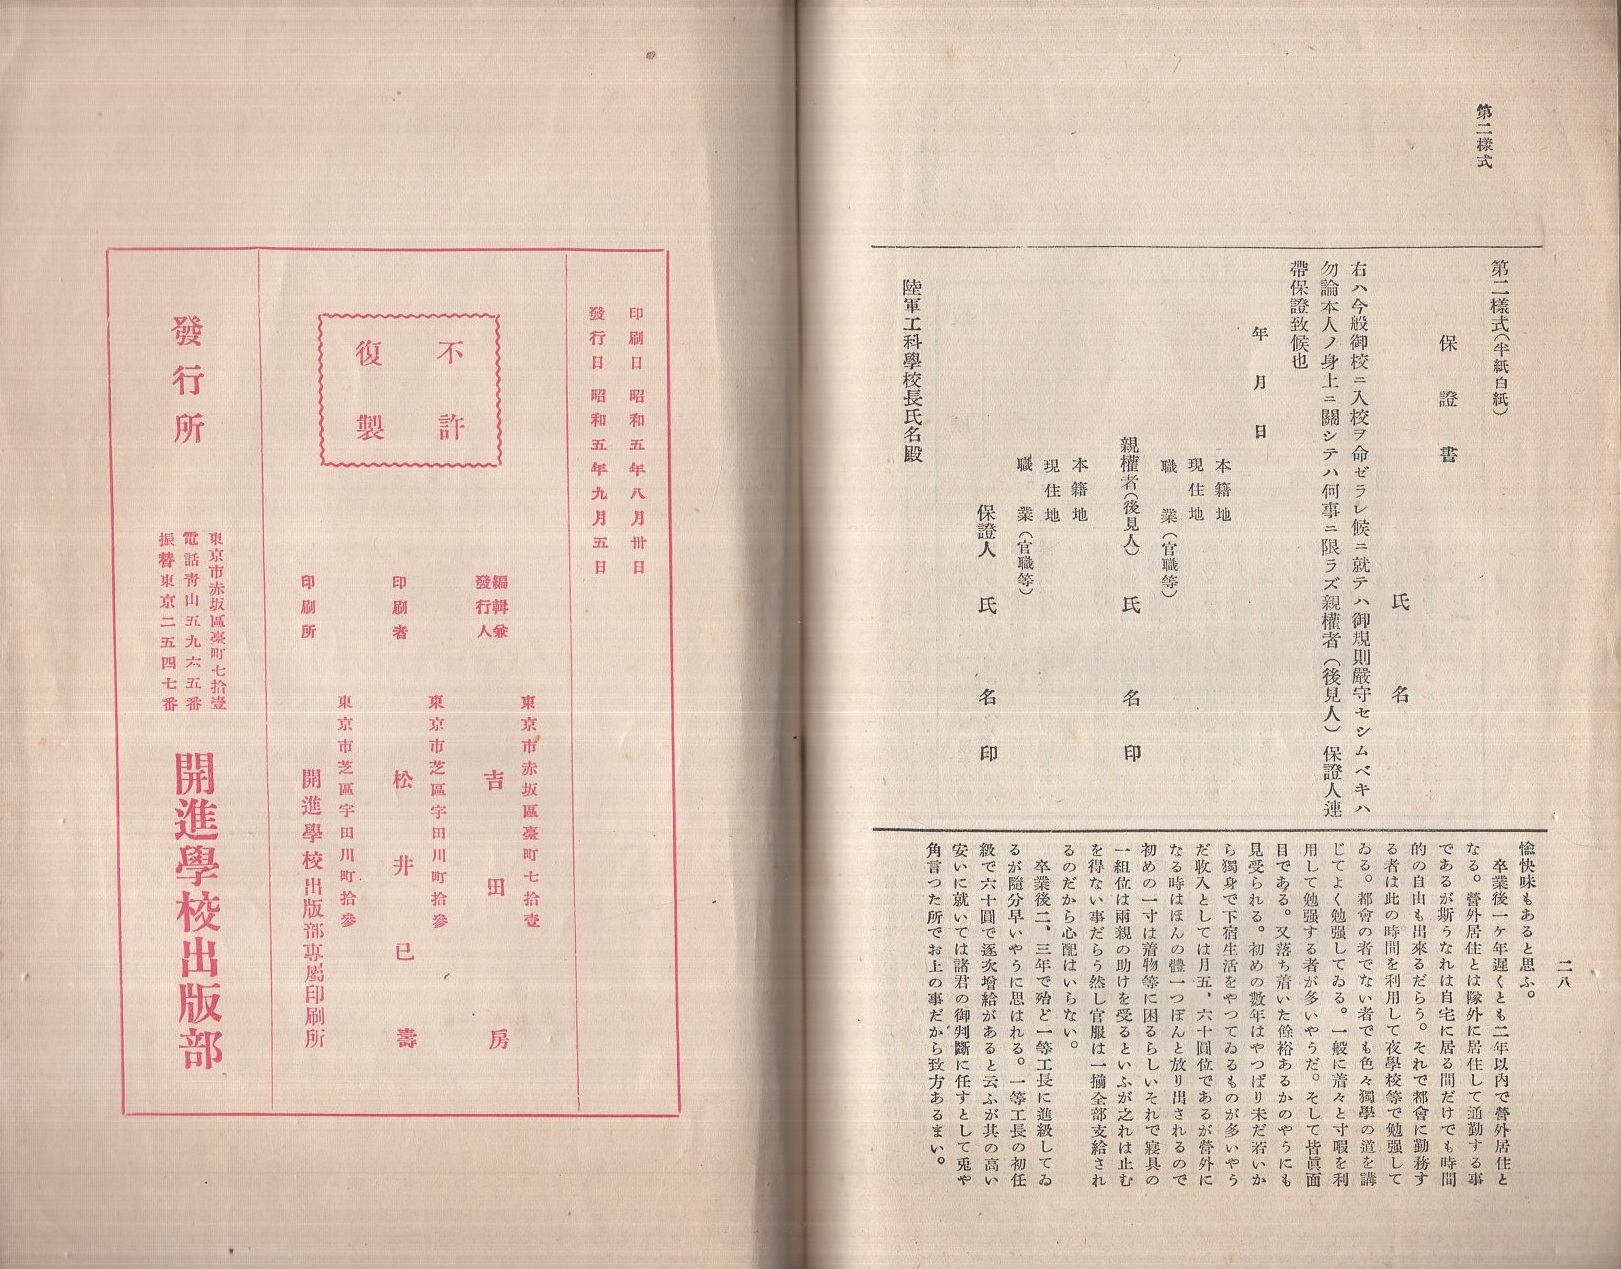 第二樣式
第二樣式(半紙白紙)
保證書
氏名
右ハ今般御校ニ入校ヲ命ゼラレ候ニ就テハ御規則嚴守セシムベキハ
勿論本人ノ身上ニ關シテハ何事ニ限ラズ親權者(後見人)保證人連
帶保證致候也
年月日
本籍地
現住地
職業(官職等)
親權者(後見人)氏名印
本籍地
現住地
職業(官職等)
保證人氏名印
陸軍工科學校長氏名殿
二八
愉快味もあると思ふ。
卒業後一ケ年遲くとも二年以內で營外居住と
なる。營外居住とは隊外に居住して通勤する事
であるが斯うなれは自宅に居る間だけでも時間
的の自由も出來るだらう。それで都會に勤務す
る者は此の時間を利用して夜學校等で勉强して
ゐる。都會の者でない者でも色々獨學の道を講
じてよく勉强してゐる。一般に着々と寸暇を利
用して勉强する者が多いやうだ。そして皆眞面
目である。又落ち着いた餘裕あるかのやうにも
見受られる。初めの數年はやつぱり未だ若いか
ら獨身で下宿生活をやつてゐるものが多いやう
だ收入としては月五、六十圓位であるが營外に
なる時はほんの體一つぽんと放り出されるので
初めの一寸は着物等に困るらしいそれで寢具の
一組位は兩親の助けを受るといふが之れは止む
を得ない事だらう然し官服は一揃全部支給され
るのだから心配はいらない。
卒業後二、三年で殆ど一等工長に進級してゐ
るが隨分早いやうに思はれる。一等工長の初任
級で六十圓で逐次增給があると云ふが其の高い
安いに就いては諸君の御判斷に任すとして兎や
角言つた所でお上の事だから致方あるまい。
印刷日 昭和五年八月卅日
發行日 昭和五年九月五日
不許
復製
東京市赤坂區臺町七拾壹
編輯兼
發行人
吉田房
東京市芝區宇田川町拾參
印刷者 松井巳壽
東京市芝區宇田川町拾參
印刷所 開進學校出版部專屬印刷所
發行所
東京市赤坂區臺町七拾壹
電話靑山五九六五番
振替東京二五四七番
開進學校出版部